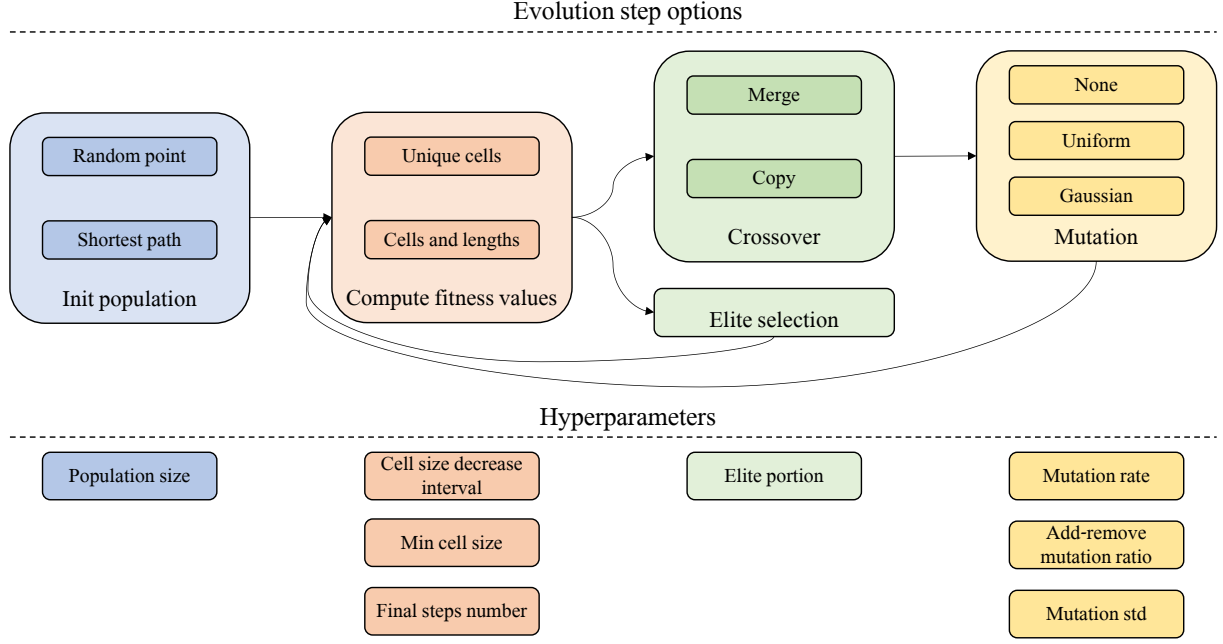 Evolution step options
Random point
Shortest path
Init population
Unique cells
Cells and lengths
Compute fitness values
Merge
Copy
Crossover
Elite selection
None
Uniform
Gaussian
Mutation
Hyperparameters
Population size
Cell size decrease
interval
Min cell size
Final steps number
Elite portion
Mutation rate
Add-remove
mutation ratio
Mutation std